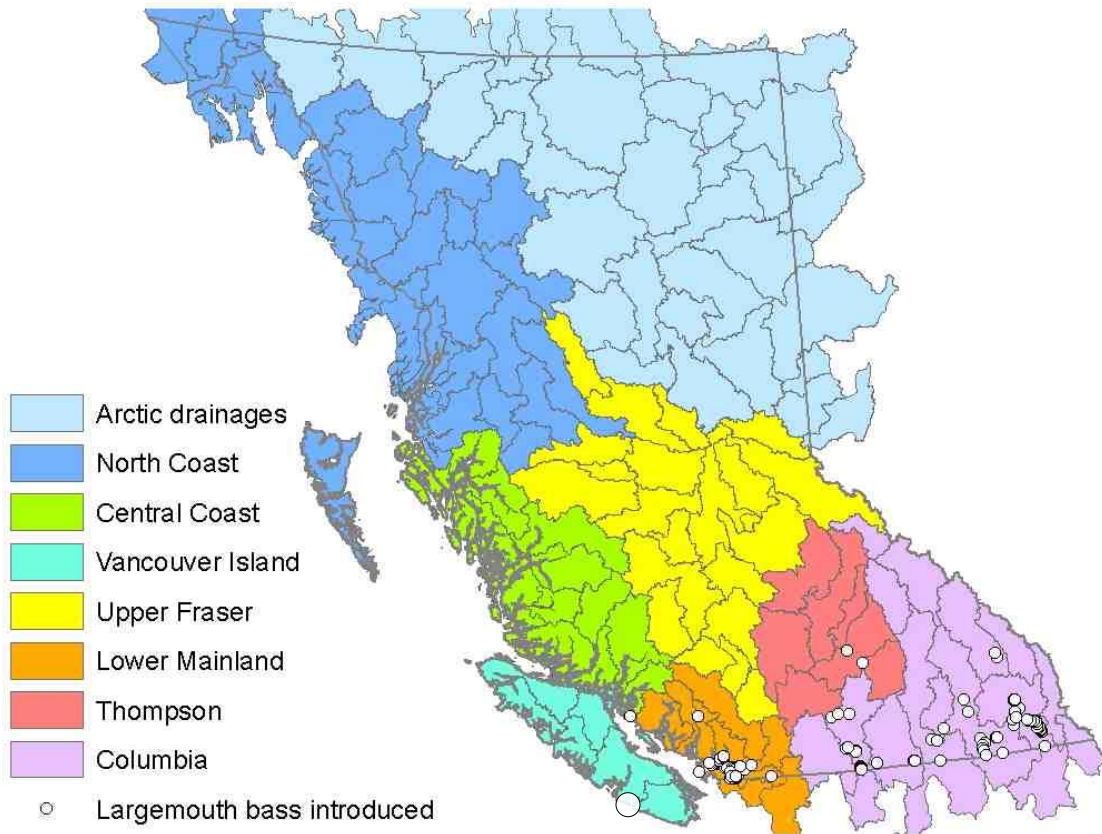 Arctic drainages
North Coast
Central Coast
Vancouver Island
Upper Fraser
Lower Mainland
Thompson
Columbia
Largemouth bass introduced